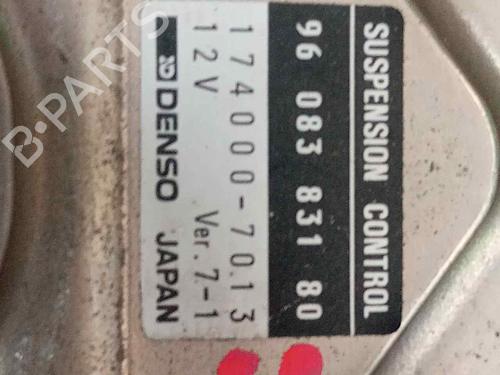 SUSPENSION CONTROL
96 083 831 80
174000-7013
12V Ver.7-1
DENSO JAPAN
B-PARTS